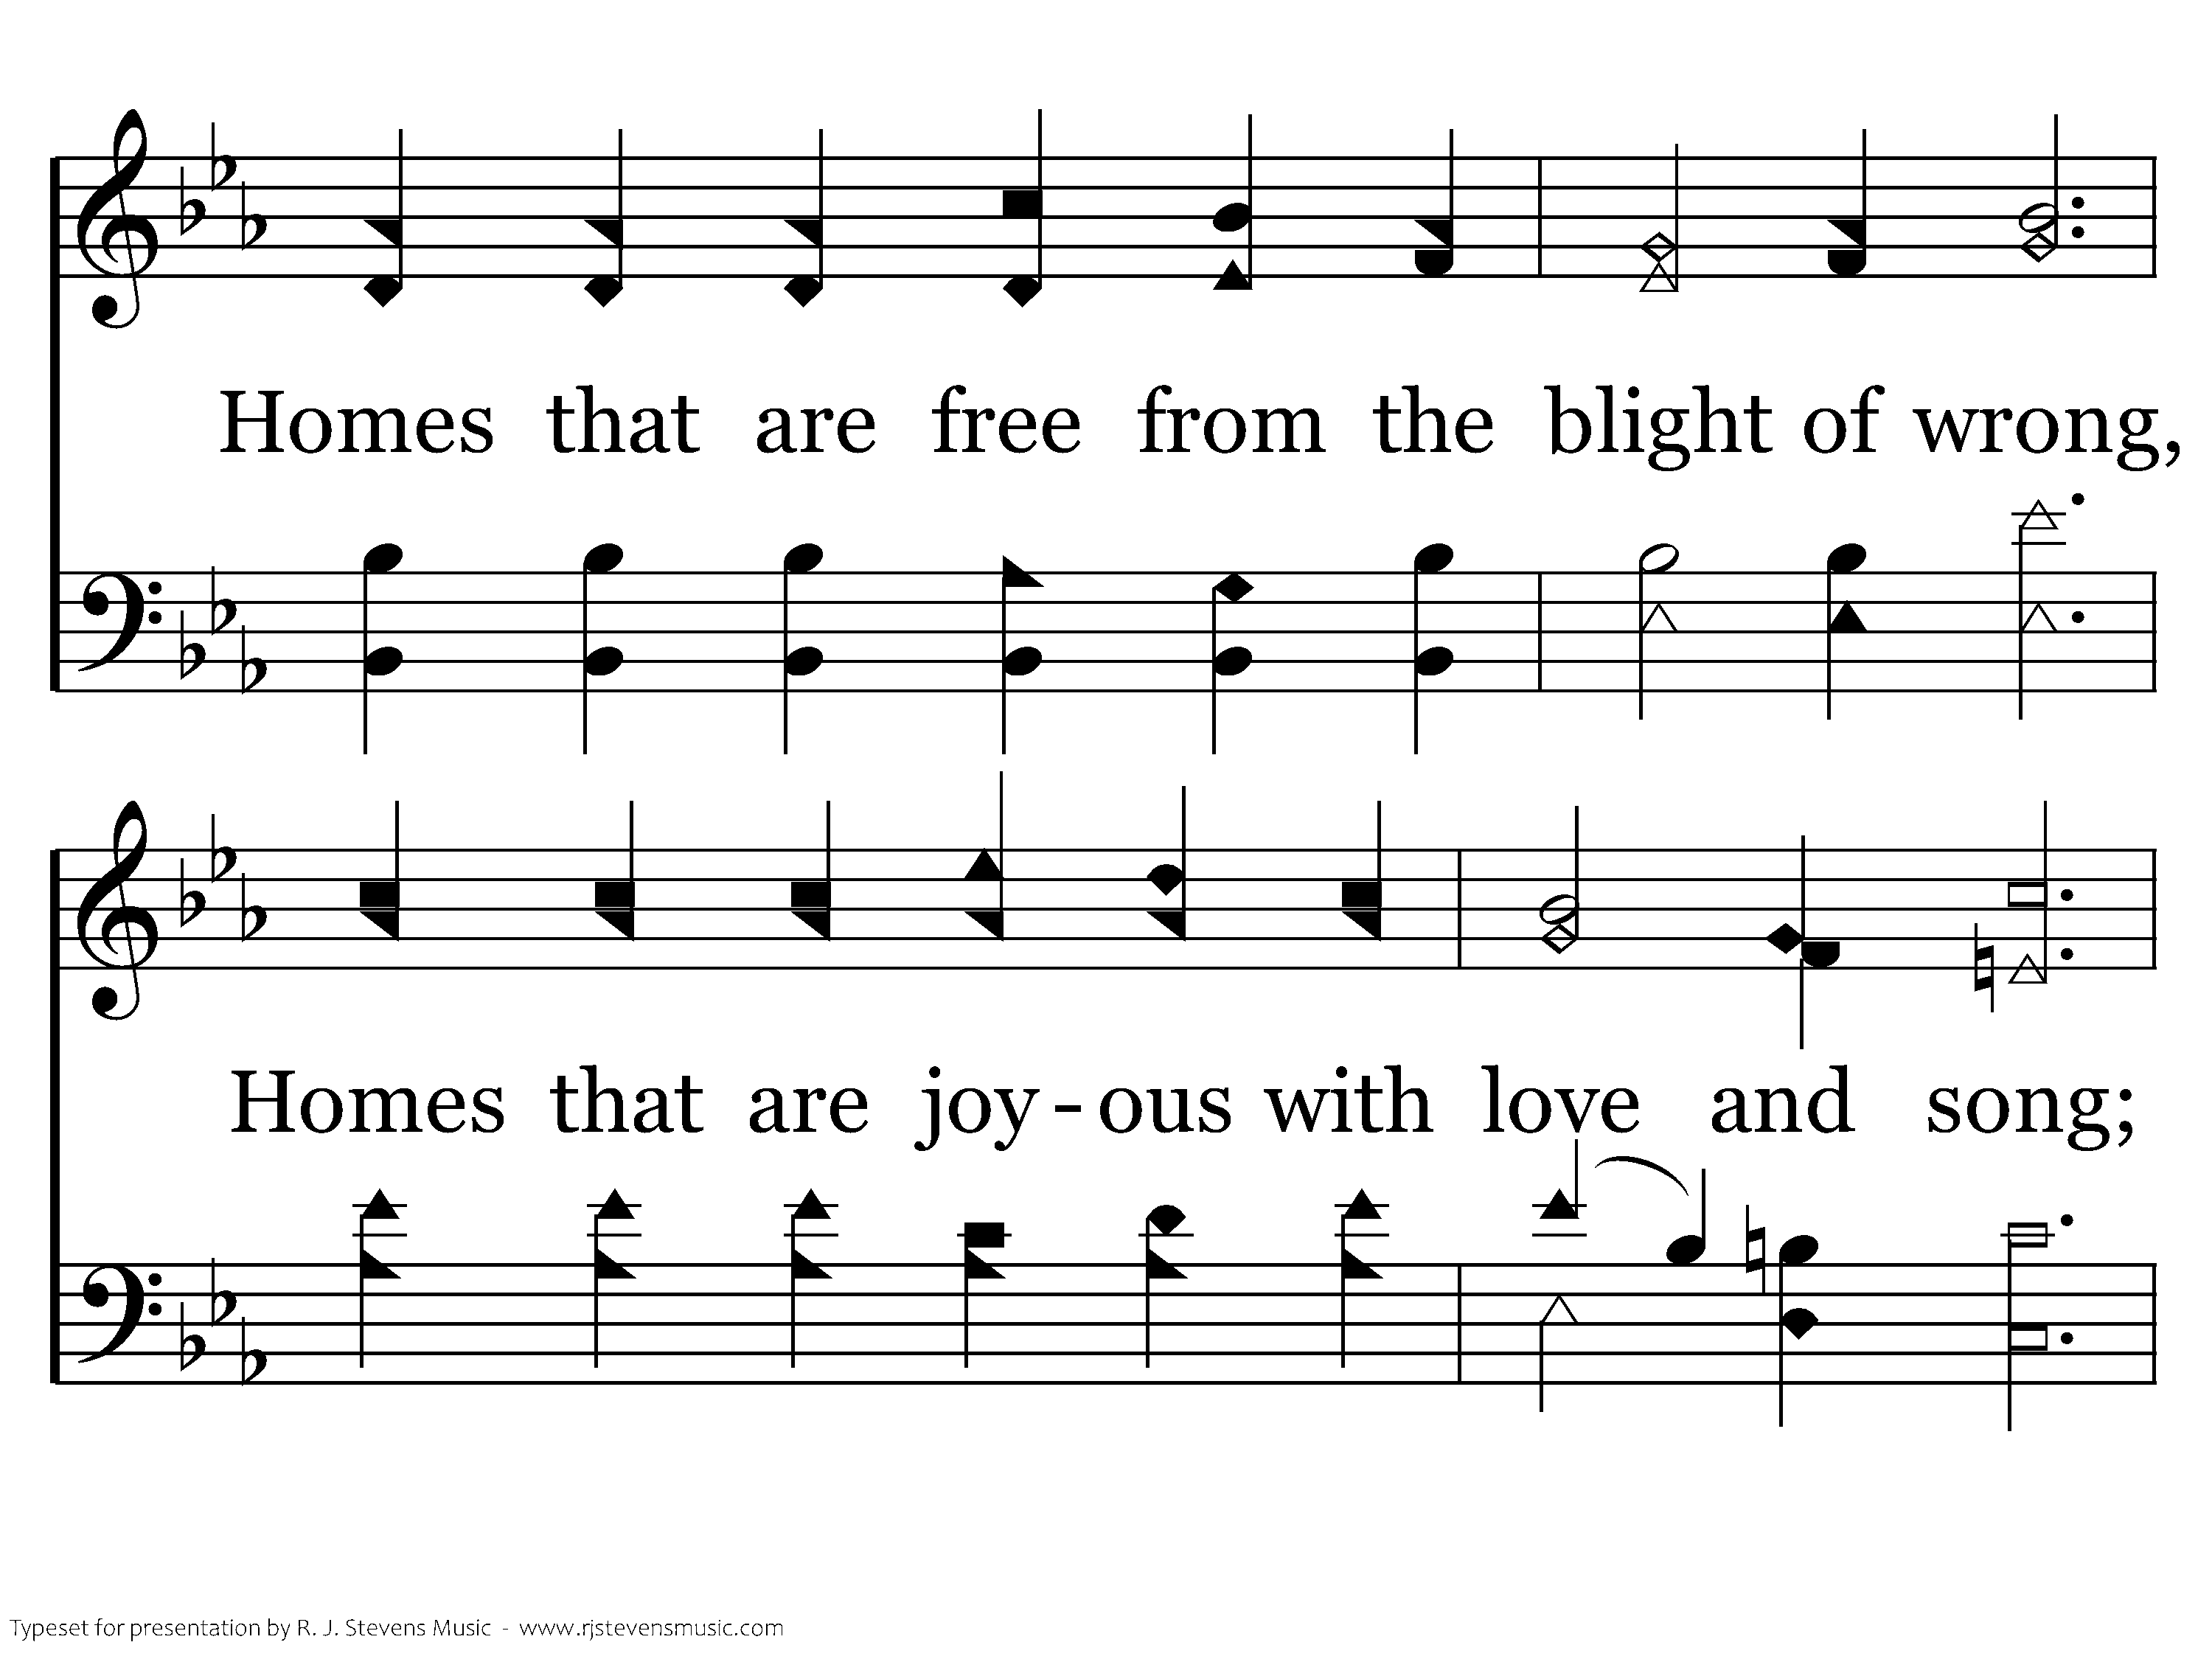 Homes that are free from the blight of wrong,
Homes that are joy-ous with love and song;
Typeset for presentation by R. J. Stevens Music - www.rjstevensmusic.com